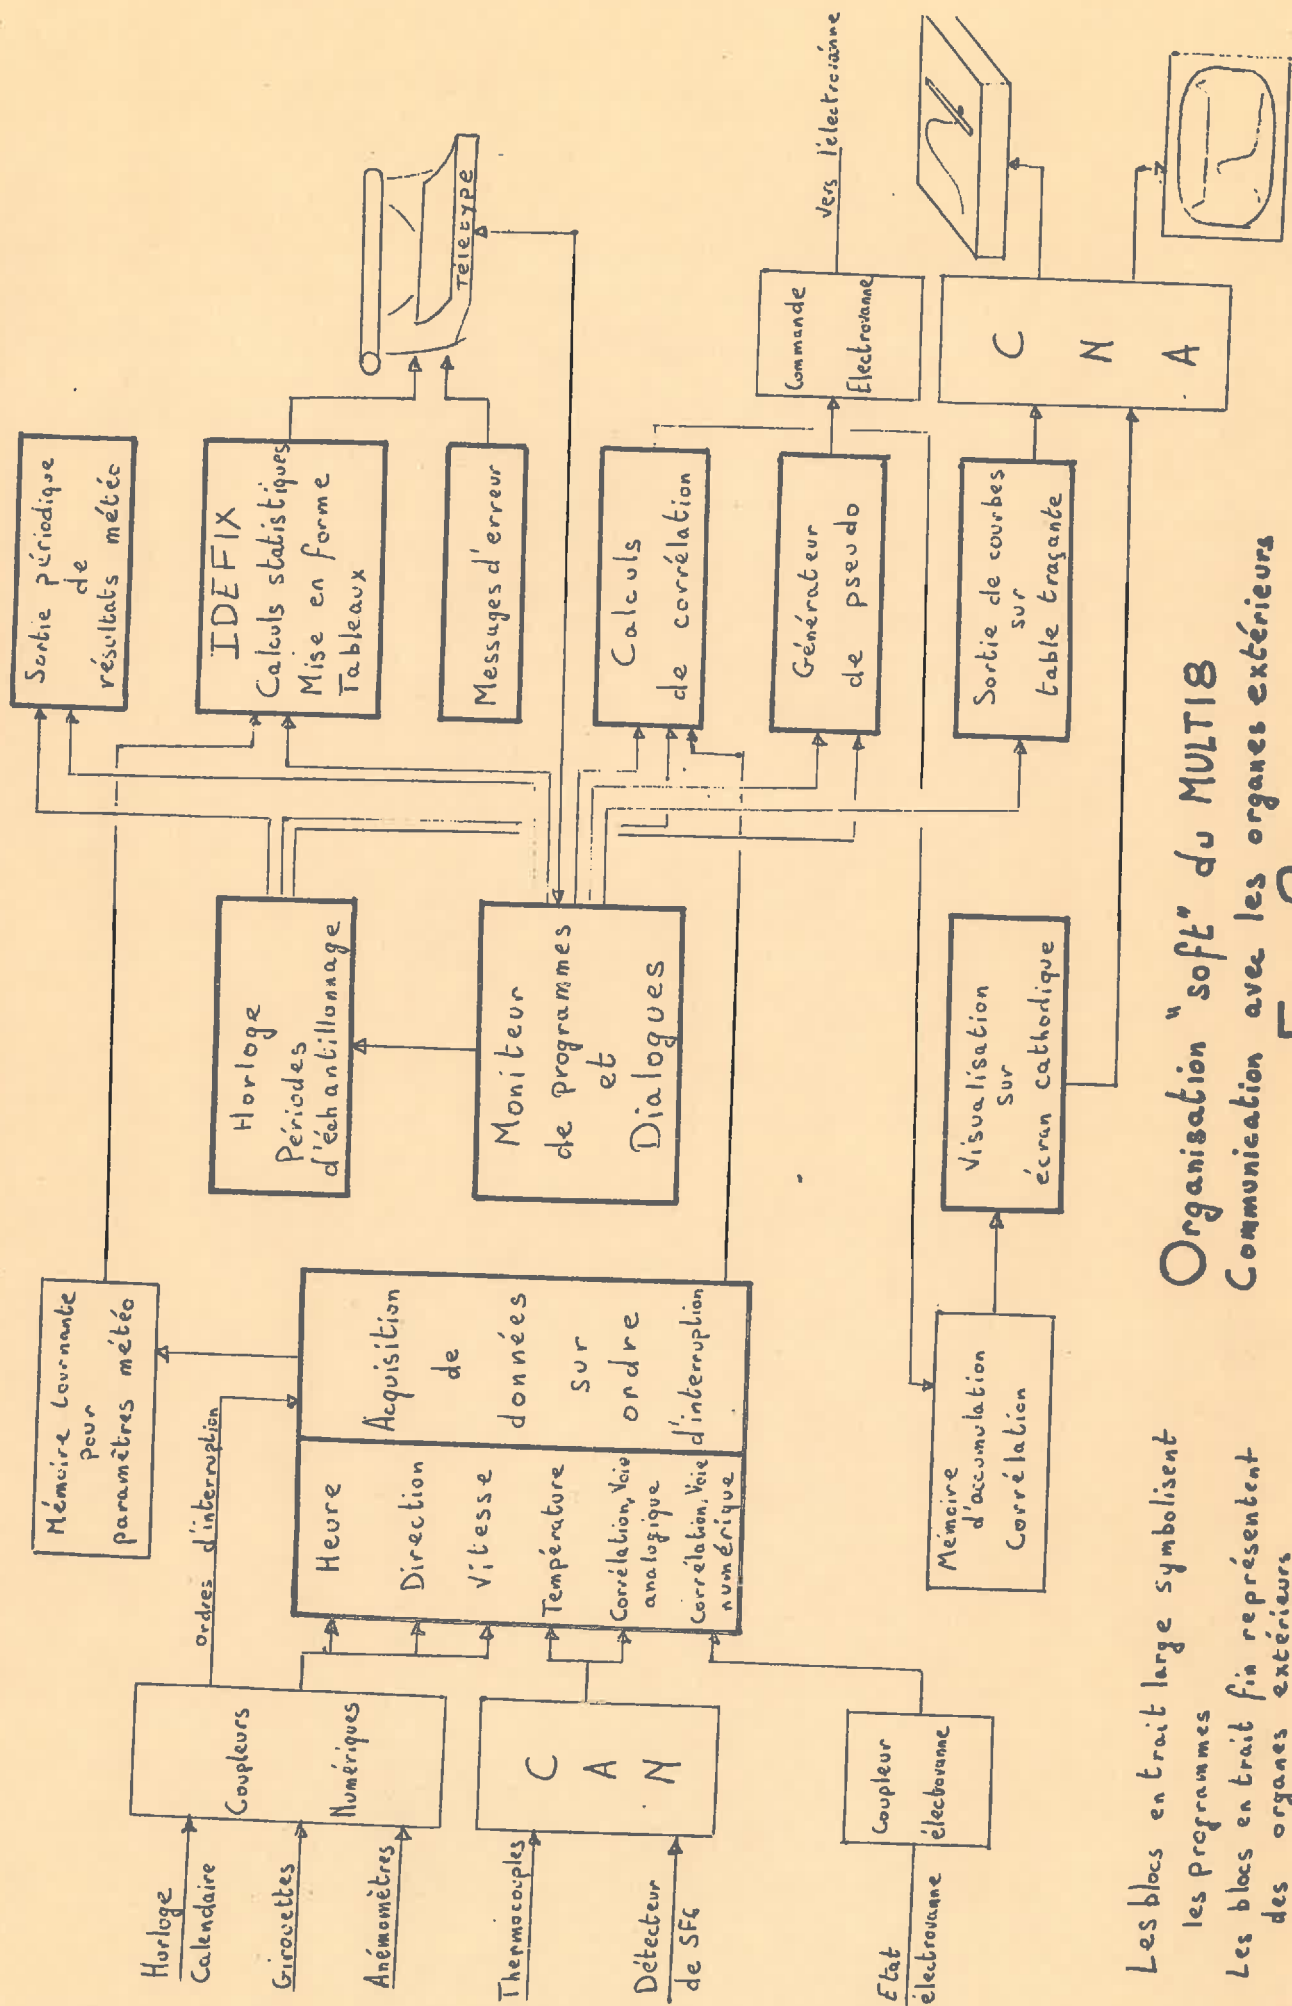 Horloge
Calendaire
Girouettes
Anémomètres
Thermocouples
Détecteur
de SF6
Etat
électrovanne
Coupleurs
Numériques
C
A
N
Coupleur
électrovanne
ordres d'interruption
Mémoire tournante
pour
paramètres météo
Heure
Direction
Vitesse
Température
Corrélation, Voie
analogique
Corrélation, Voie
numérique
Acquisition
de
données
sur
ordre
d'interruption
Mémoire
d'accumulation
Corrélation
Horloge
Périodes
d'échantillonnage
Moniteur
de programmes
et
Dialogues
Visualisation
sur
écran cathodique
Sortie périodique
de
résultats météo
IDEFIX
Calculs statistiques
Mise en forme
Tableaux
Messages d'erreur
Calculs
de corrélation
Générateur
de pseudo
Sortie de courbes
sur
table traçante
Télétype
Commande
Electrovanne
Vers l'électrovanne
C
N
A
Les blocs en trait large symbolisent
les programmes
Les blocs en trait fin représentent
des organes extérieurs
Organisation "soft" du MULTI8
Communication avec les organes extérieurs